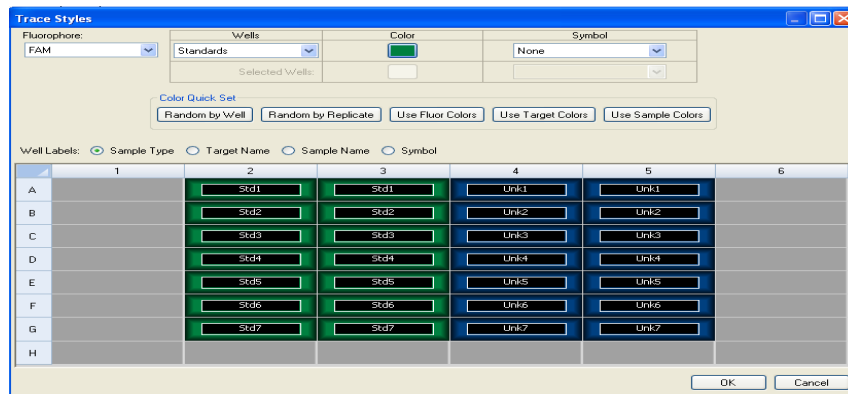 Trace Styles
Fluorophore: Wells Color Symbol
FAM Standards None
Selected Wells:
Color Quick Set
Random by Well Random by Replicate Use Fluor Colors Use Target Colors Use Sample Colors
Well Labels: Sample Type Target Name Sample Name Symbol
1 2 3 4 5 6
A Std1 Std1 Unk1 Unk1
B Std2 Std2 Unk2 Unk2
C Std3 Std3 Unk3 Unk3
D Std4 Std4 Unk4 Unk4
E Std5 Std5 Unk5 Unk5
F Std6 Std6 Unk6 Unk6
G Std7 Std7 Unk7 Unk7
H
OK Cancel